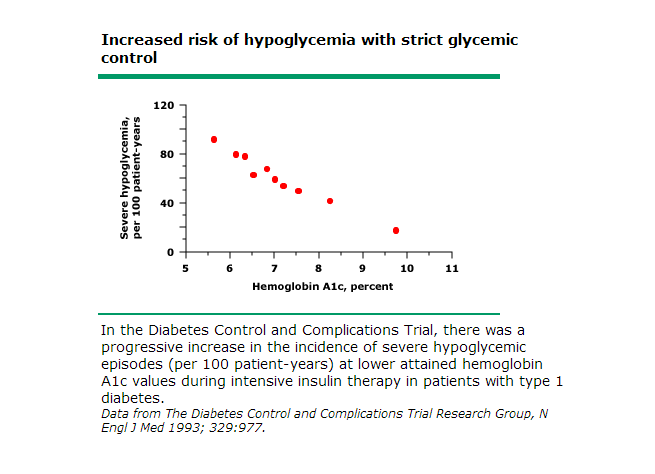 Increased risk of hypoglycemia with strict glycemic
control
120
80
40
0
Severe hypoglycemia,
per 100 patient-years
5 6 7 8 9 10 11
Hemoglobin A1c, percent
In the Diabetes Control and Complications Trial, there was a
progressive increase in the incidence of severe hypoglycemic
episodes (per 100 patient-years) at lower attained hemoglobin
A1c values during intensive insulin therapy in patients with type 1
diabetes.
Data from The Diabetes Control and Complications Trial Research Group, N
Engl J Med 1993; 329:977.